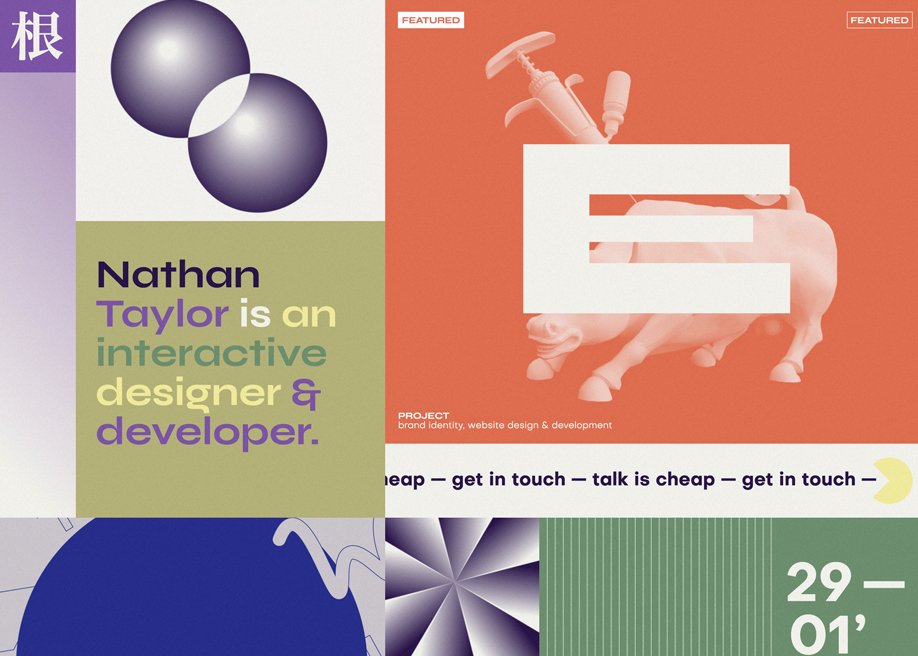 根
FEATURED
FEATURED
Nathan
Taylor is an
interactive
designer &
developer.
E
PROJECT
brand identity, website design & development
heap — get in touch — talk is cheap — get in touch —
29 —
01’